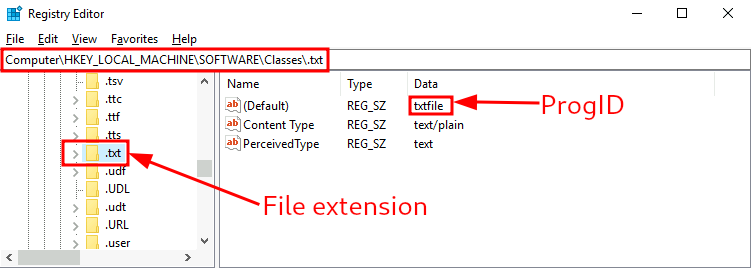 Registry Editor
File Edit View Favorites Help
Computer\HKEY_LOCAL_MACHINE\SOFTWARE\Classes\.txt
.tsv
.ttc
.ttf
.tts
.txt
.udf
.UDL
.udt
.URL
.user
Name Type Data
(Default) REG_SZ txtfile
Content Type REG_SZ text/plain
PerceivedType REG_SZ text
ProgID
File extension